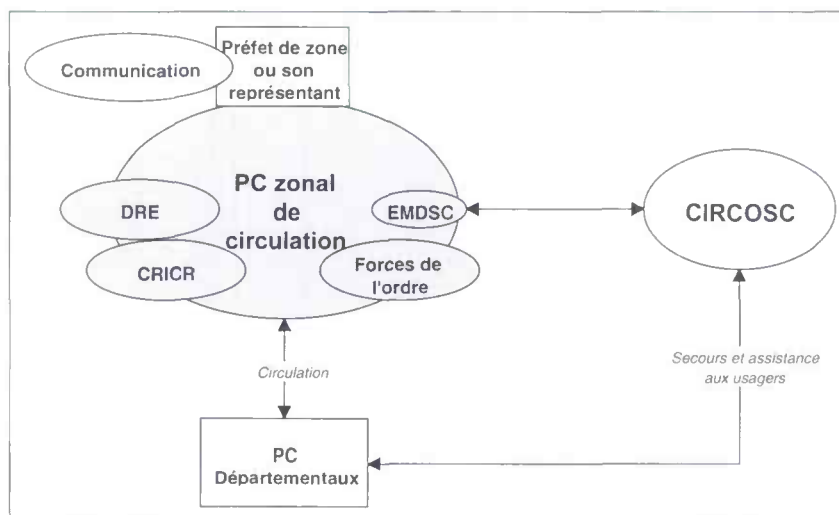 Communication
Préfet de zone
ou son
représentant
PC zonal
de
circulation
DRE
EMDSC
CIRCOSC
CRICR
Forces de
l'ordre
Circulation
Secours et assistance
aux usagers
PC
Départementaux